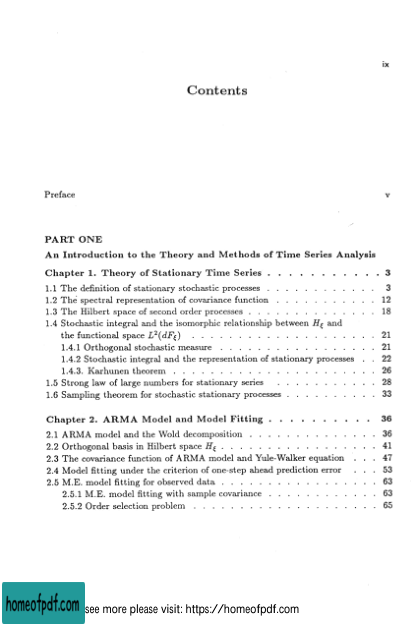 ix
Contents
Preface v
PART ONE
An Introduction to the Theory and Methods of Time Series Analysis
Chapter 1. Theory of Stationary Time Series . . . . . . . . . . . 3
1.1 The definition of stationary stochastic processes . . . . . . . . . . 3
1.2 The spectral representation of covariance function . . . . . . . . . . 12
1.3 The Hilbert space of second order processes . . . . . . . . . . . . 18
1.4 Stochastic integral and the isomorphic relationship between H_ξ and
the functional space L²(dF_ξ) . . . . . . . . . . . . . . . . . 21
1.4.1 Orthogonal stochastic measure . . . . . . . . . . . . . . . 21
1.4.2 Stochastic integral and the representation of stationary processes . . 22
1.4.3. Karhunen theorem . . . . . . . . . . . . . . . . . . . 26
1.5 Strong law of large numbers for stationary series . . . . . . . . . . 28
1.6 Sampling theorem for stochastic stationary processes . . . . . . . . . 33
Chapter 2. ARMA Model and Model Fitting . . . . . . . . . . 36
2.1 ARMA model and the Wold decomposition . . . . . . . . . . . . 36
2.2 Orthogonal basis in Hilbert space H_ξ . . . . . . . . . . . . . . . 41
2.3 The covariance function of ARMA model and Yule-Walker equation . . . 47
2.4 Model fitting under the criterion of one-step ahead prediction error . . . 53
2.5 M.E. model fitting for observed data . . . . . . . . . . . . . . . 63
2.5.1 M.E. model fitting with sample covariance . . . . . . . . . . . 63
2.5.2 Order selection problem . . . . . . . . . . . . . . . . . 65
homeofpdf.com
see more please visit: https://homeofpdf.com